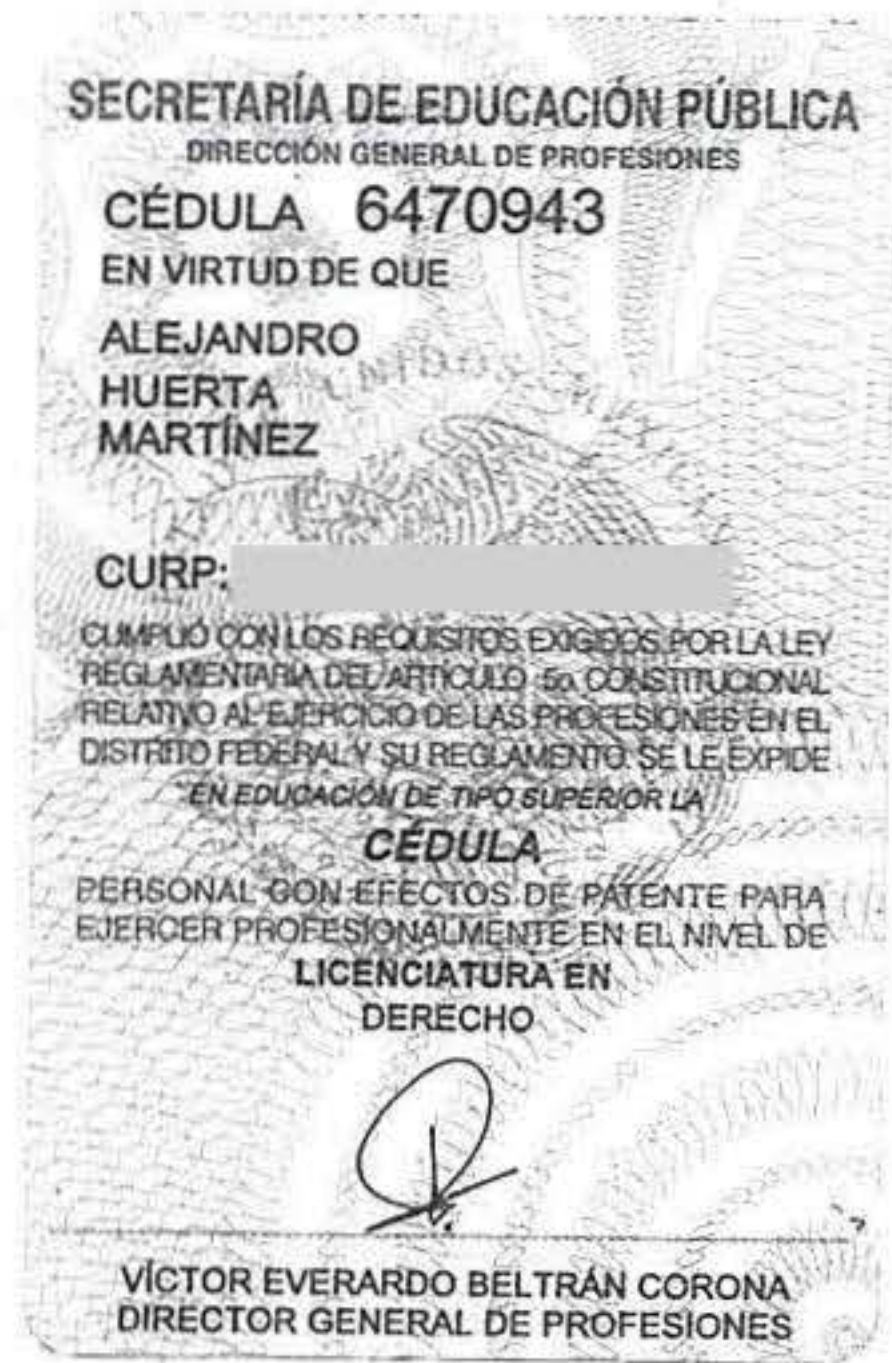 SECRETARÍA DE EDUCACIÓN PÚBLICA
DIRECCIÓN GENERAL DE PROFESIONES
CÉDULA 6470943
EN VIRTUD DE QUE
ALEJANDRO
HUERTA
MARTÍNEZ
CURP:
CUMPLIÓ CON LOS REQUISITOS EXIGIDOS POR LA LEY
REGLAMENTARIA DEL ARTÍCULO 5o. CONSTITUCIONAL
RELATIVO AL EJERCICIO DE LAS PROFESIONES EN EL
DISTRITO FEDERAL Y SU REGLAMENTO SE LE EXPIDE
EN EDUCACIÓN DE TIPO SUPERIOR LA
CÉDULA
PERSONAL CON EFECTOS DE PATENTE PARA
EJERCER PROFESIONALMENTE EN EL NIVEL DE
LICENCIATURA EN
DERECHO
VÍCTOR EVERARDO BELTRÁN CORONA
DIRECTOR GENERAL DE PROFESIONES